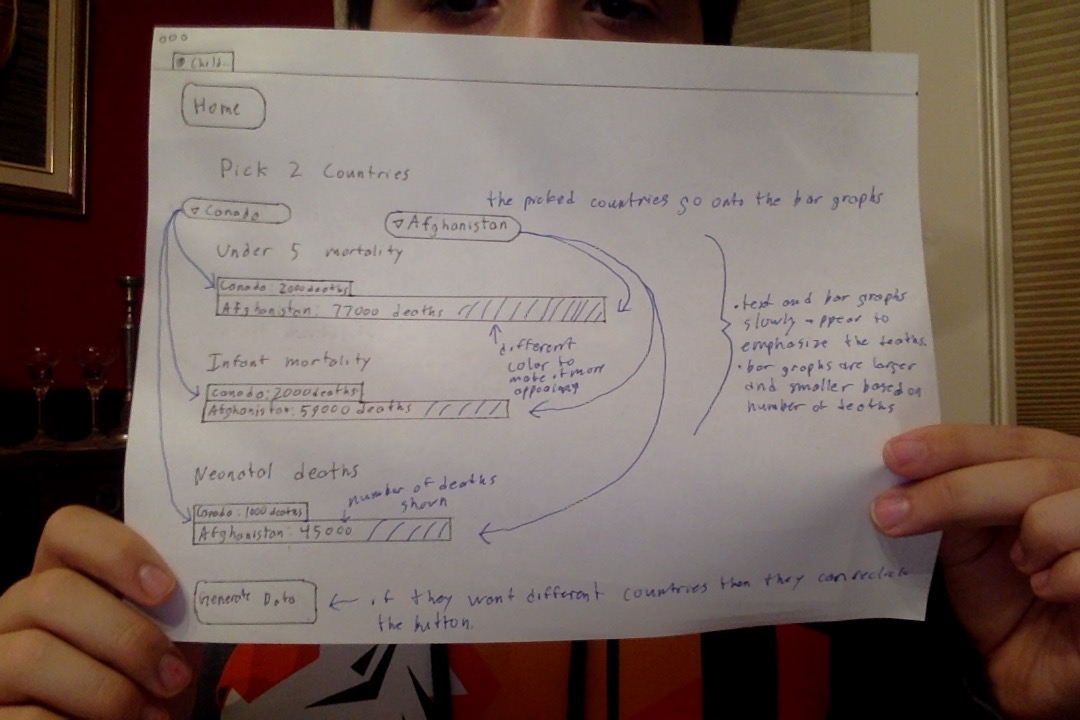 Child
Home
Pick 2 Countries
the picked countries go onto the bar graphs
Canada
Afghanistan
Under 5 mortality
Canada: 2000 deaths
Afghanistan: 77000 deaths
different
color to
make it more
appealing
Infant mortality
Canada: 2000 deaths
Afghanistan: 59000 deaths
• text and bar graphs
slowly appear to
emphasize the deaths.
• bar graphs are larger
and smaller based on
number of deaths
Neonatal deaths
number of deaths
shown
Canada: 1000 deaths
Afghanistan: 45000
Generate Data
if they want different countries then they can reclick
the button.